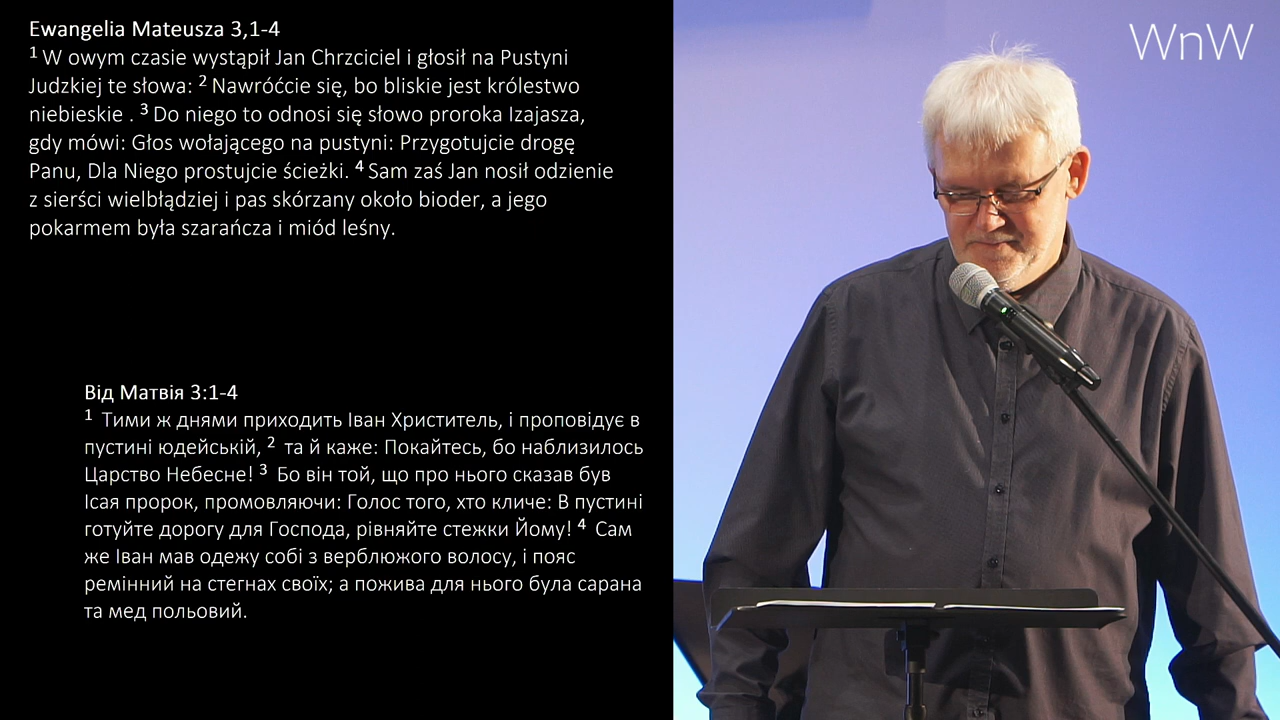 Ewangelia Mateusza 3,1-4
1 W owym czasie wystąpił Jan Chrzciciel i głosił na Pustyni
Judzkiej te słowa: 2 Nawróćcie się, bo bliskie jest królestwo
niebieskie . 3 Do niego to odnosi się słowo proroka Izajasza,
gdy mówi: Głos wołającego na pustyni: Przygotujcie drogę
Panu, Dla Niego prostujcie ścieżki. 4 Sam zaś Jan nosił odzienie
z sierści wielbłądziej i pas skórzany około bioder, a jego
pokarmem była szarańcza i miód leśny.
Від Матвія 3:1-4
1 Тими ж днями приходить Іван Христитель, і проповідує в
пустині юдейській, 2 та й каже: Покайтесь, бо наблизилось
Царство Небесне! 3 Бо він той, що про нього сказав був
Ісая пророк, промовляючи: Голос того, хто кличе: В пустині
готуйте дорогу для Господа, рівняйте стежки Йому! 4 Сам
же Іван мав одежу собі з верблюжого волосу, і пояс
ремінний на стегнах своїх; а пожива для нього була сарана
та мед польовий.
WnW